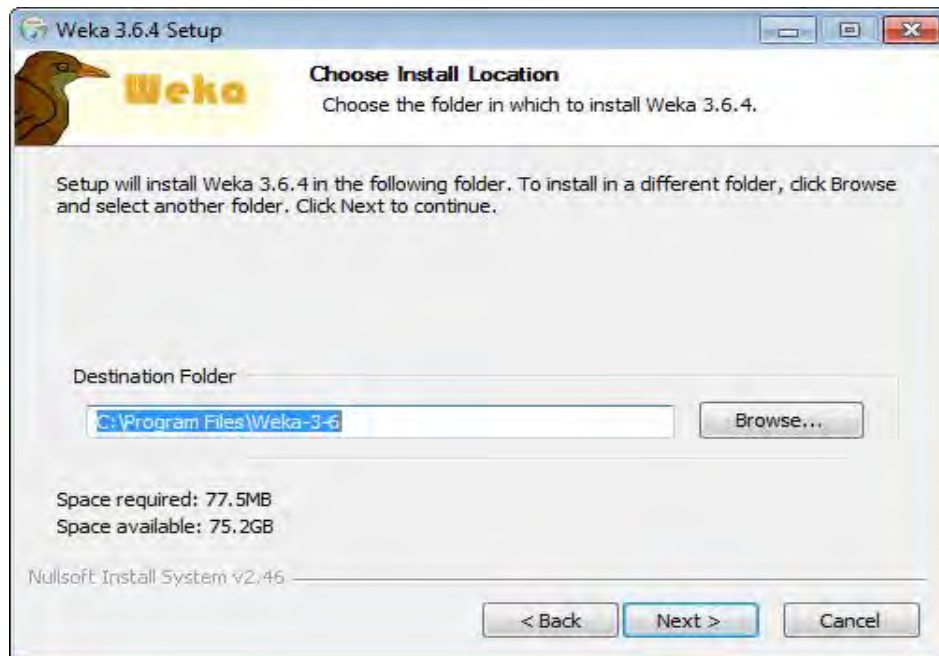 Weka 3.6.4 Setup
Weka
Choose Install Location
Choose the folder in which to install Weka 3.6.4.
Setup will install Weka 3.6.4 in the following folder. To install in a different folder, click Browse
and select another folder. Click Next to continue.
Destination Folder
C:\Program Files\Weka-3-6
Browse...
Space required: 77.5MB
Space available: 75.2GB
Nullsoft Install System v2.46
< Back
Next >
Cancel